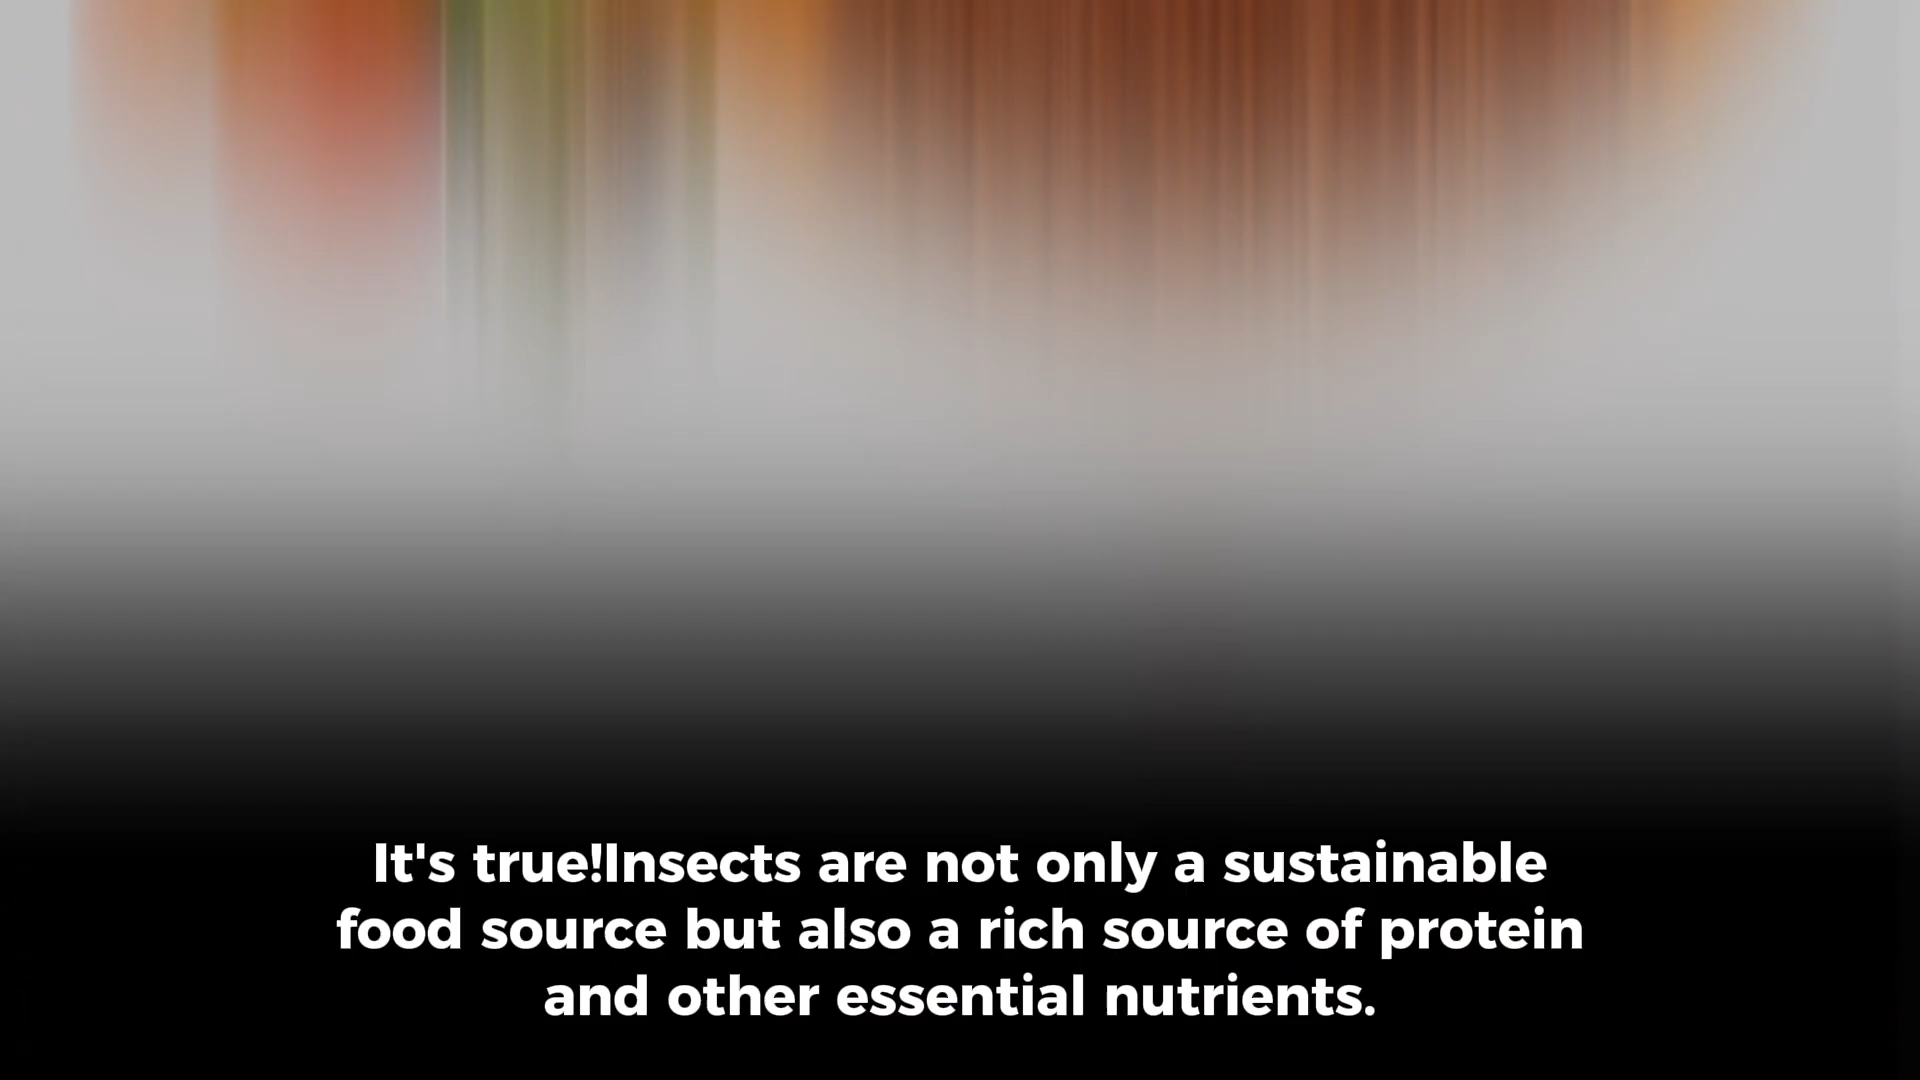 It's true!Insects are not only a sustainable
food source but also a rich source of protein
and other essential nutrients.